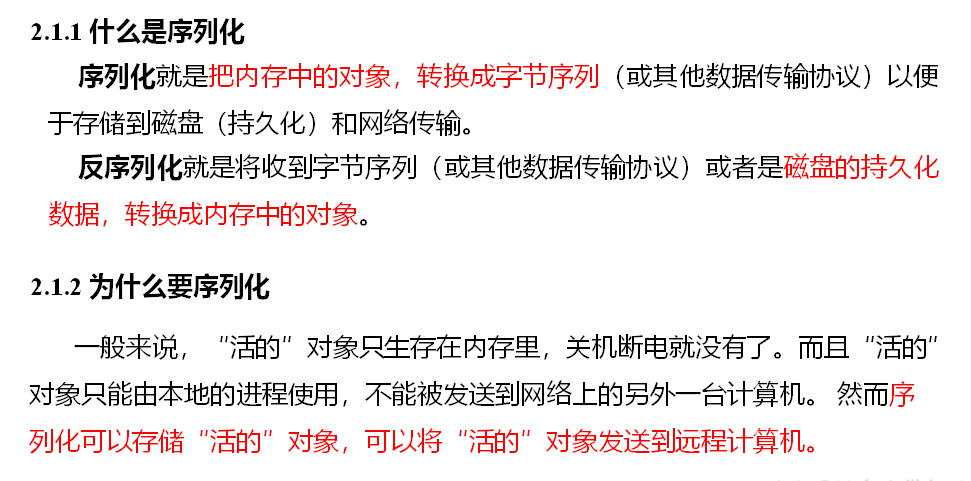 2.1.1 什么是序列化
序列化就是把内存中的对象，转换成字节序列（或其他数据传输协议）以便
于存储到磁盘（持久化）和网络传输。
反序列化就是将收到字节序列（或其他数据传输协议）或者是磁盘的持久化
数据，转换成内存中的对象。
2.1.2 为什么要序列化
一般来说，“活的”对象只生存在内存里，关机断电就没有了。而且“活的”
对象只能由本地的进程使用，不能被发送到网络上的另外一台计算机。 然而序
列化可以存储“活的”对象，可以将“活的”对象发送到远程计算机。